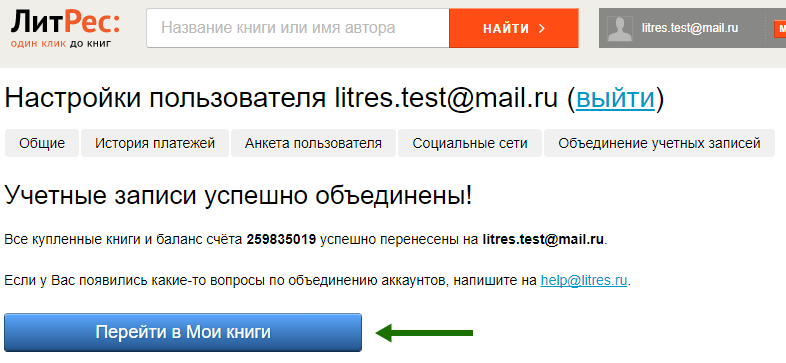 ЛитРес:
один клик до книг
Название книги или имя автора
НАЙТИ
litres.test@mail.ru
Настройки пользователя litres.test@mail.ru (выйти)
Общие
История платежей
Анкета пользователя
Социальные сети
Объединение учетных записей
Учетные записи успешно объединены!
Все купленные книги и баланс счёта 259835019 успешно перенесены на litres.test@mail.ru.
Если у Вас появились какие-то вопросы по объединению аккаунтов, напишите на help@litres.ru.
Перейти в Мои книги